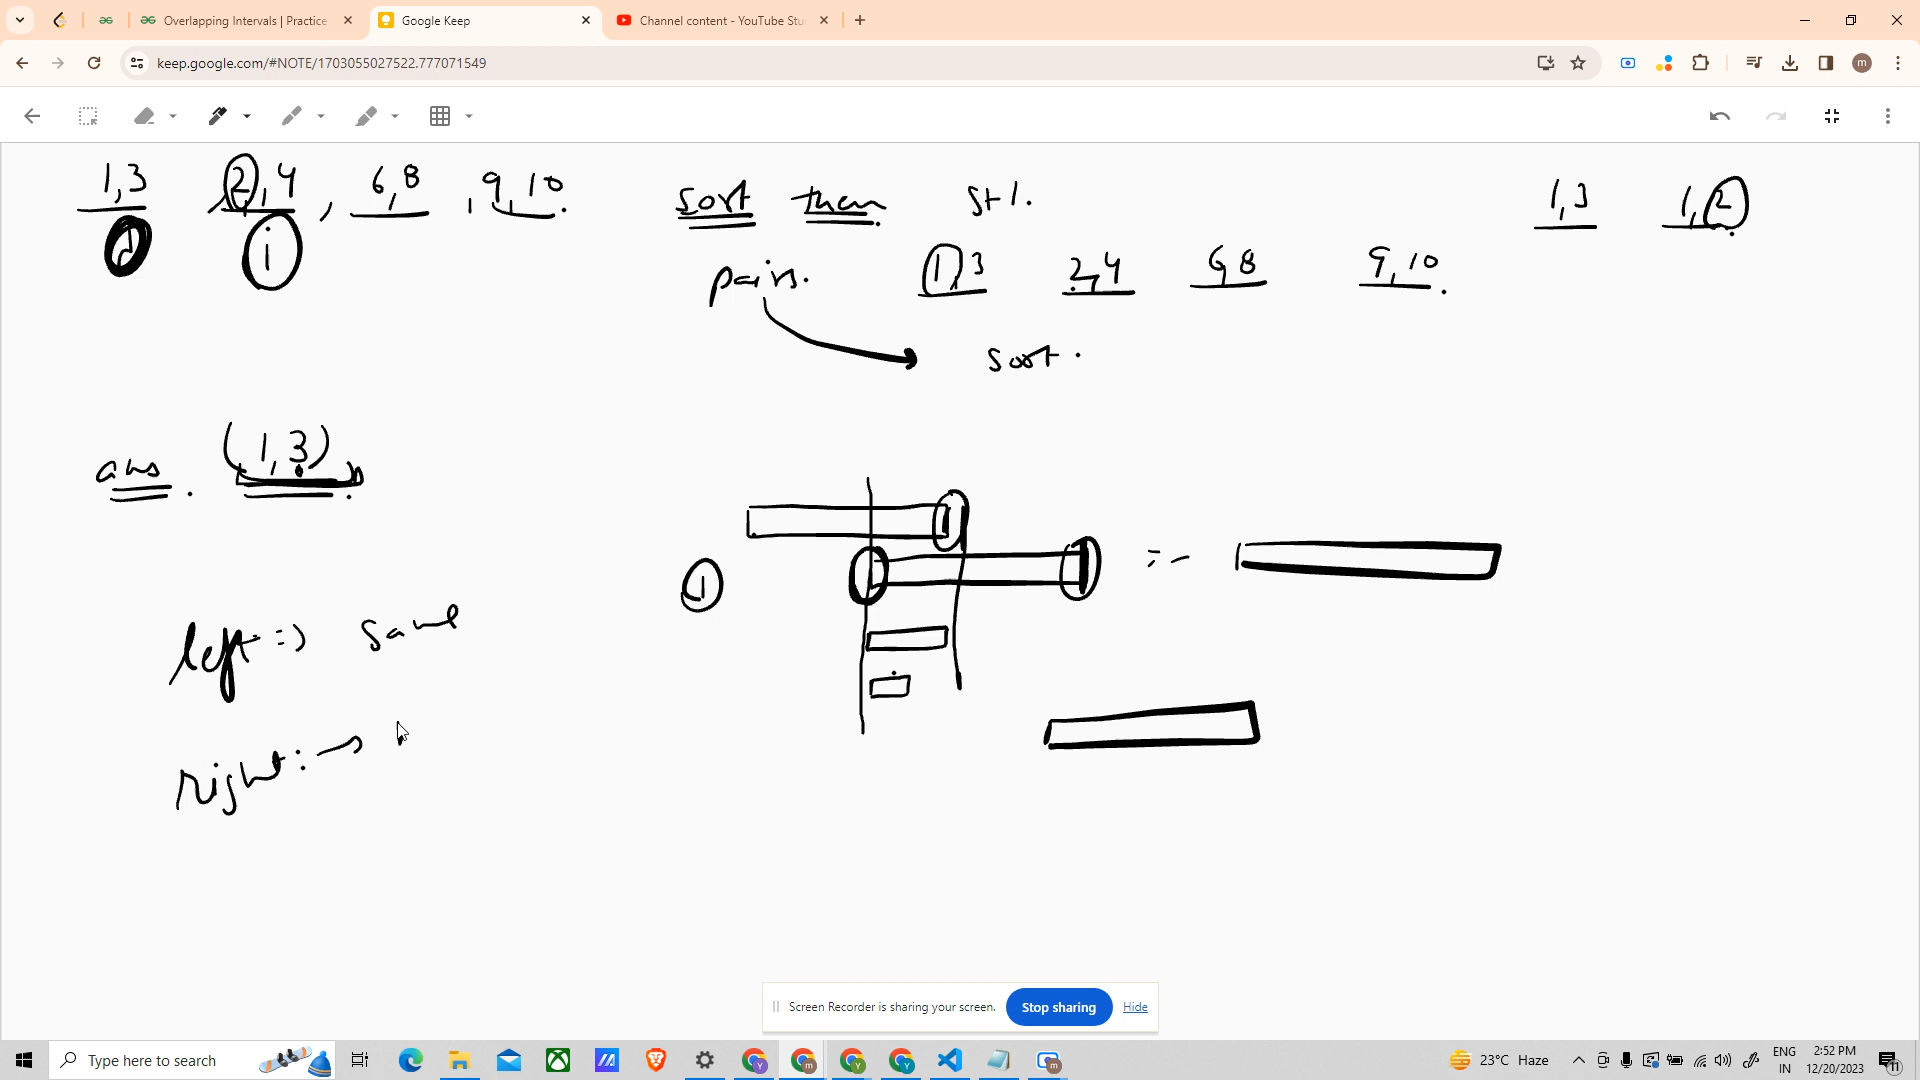 Overlapping Intervals | Practice
Google Keep
Channel content - YouTube Stu
keep.google.com/#NOTE/1703055027522.777071549
m
1,3 2,4 , 6,8 , 9,10.
i
sort then stl.
1,3 1,2
pairs. 1,3 2,4 6,8 9,10.
sort.
ans. (1,3)
1
left => same
right: →
Screen Recorder is sharing your screen. Stop sharing Hide
Type here to search
23°C Haze
ENG
IN
2:52 PM
12/20/2023
11